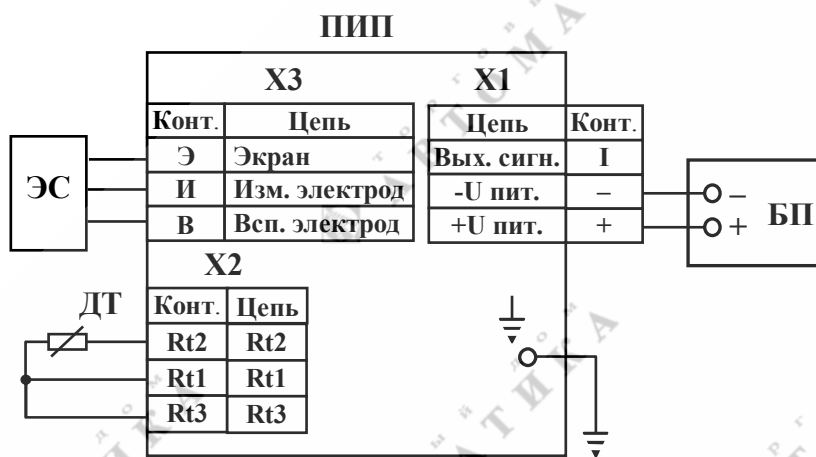 ПИП
X3 X1
Конт. Цепь
Э Экран
И Изм. электрод
В Всп. электрод
Цепь Конт.
Вых. сигн. I
-U пит. –
+U пит. +
ЭС
– БП
+
X2
ДТ
Конт. Цепь
Rt2 Rt2
Rt1 Rt1
Rt3 Rt3